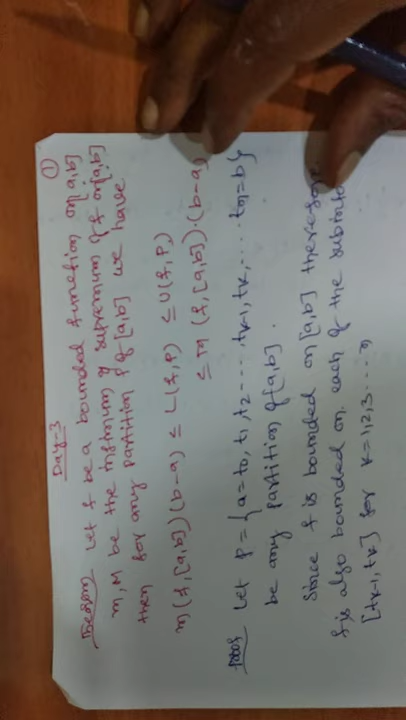 Day-3 ①
Theorem Let f be a bounded function on [a,b]
m, M be the infimum & supremum of f on [a,b]
then for any partition P of [a,b] we have
m(f,[a,b])(b-a) ≤ L(f,P) ≤ U(f,P)
≤ M(f,[a,b])·(b-a)
Proof Let P = {a=t0, t1, t2 --- tk-1, tk, .... tn=b}
be any partition of [a,b].
Since f is bounded on [a,b] therefore
f is also bounded on each of the
[tk-1, tk] for k=1,2,3....n